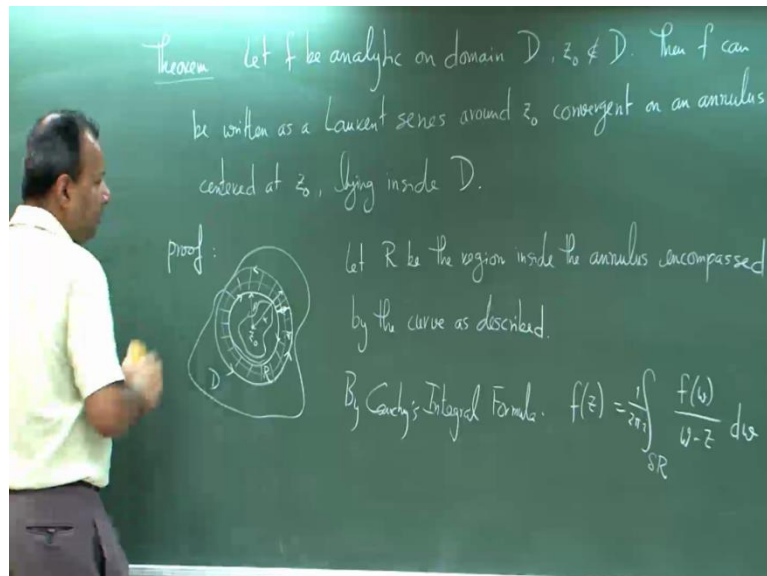 Theorem Let f be analytic on domain D, z₀ ∉ D. Then f can
be written as a Laurent series around z₀ convergent on an annulus
centered at z₀, lying inside D.
proof :
Let R be the region inside the annulus encompassed
by the curve as described.
D
R
z₀
By Cauchy's Integral Formula. f(z) = 1/2πi ∫_δR f(w)/w-z dw